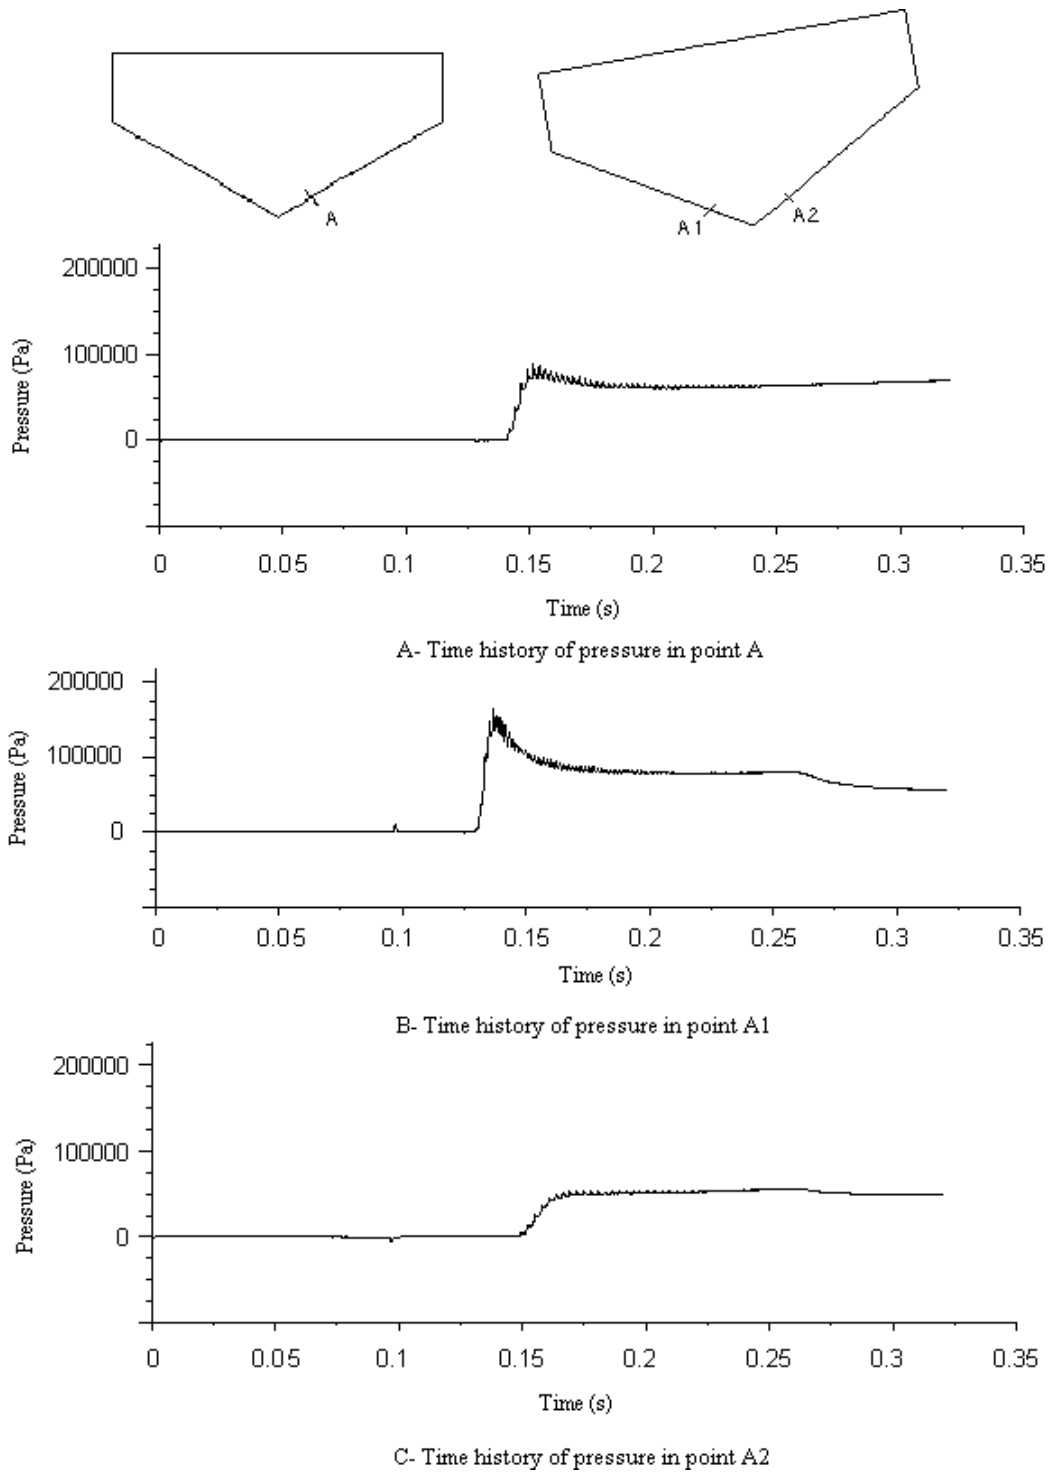 A
A1
A2
200000
100000
0
Pressure (Pa)
0 0.05 0.1 0.15 0.2 0.25 0.3 0.35
Time (s)
A- Time history of pressure in point A
200000
100000
0
Pressure (Pa)
0 0.05 0.1 0.15 0.2 0.25 0.3 0.35
Time (s)
B- Time history of pressure in point A1
200000
100000
0
Pressure (Pa)
0 0.05 0.1 0.15 0.2 0.25 0.3 0.35
Time (s)
C- Time history of pressure in point A2